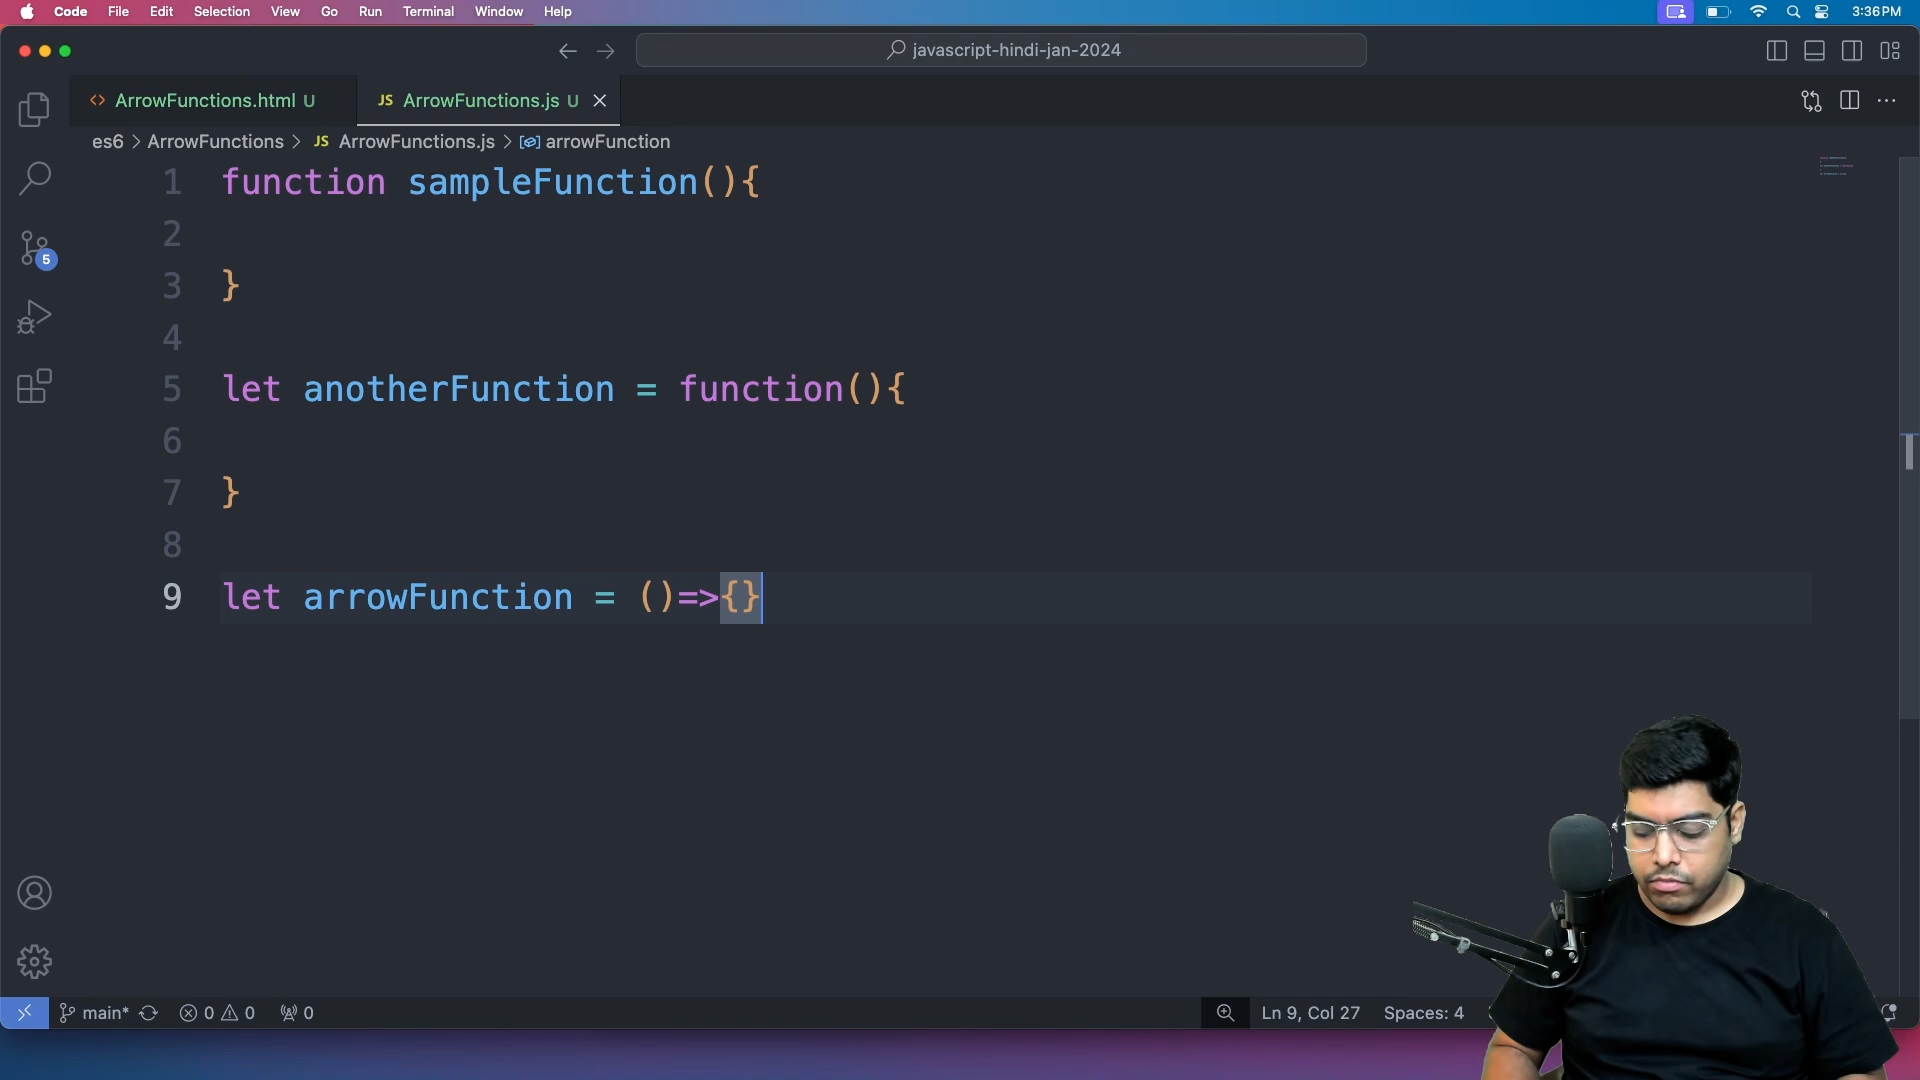 Code File Edit Selection View Go Run Terminal Window Help 3:36PM
javascript-hindi-jan-2024
ArrowFunctions.html U JS ArrowFunctions.js U
es6 > ArrowFunctions > JS ArrowFunctions.js > arrowFunction
1 function sampleFunction(){
2
3 }
4
5 let anotherFunction = function(){
6
7 }
8
9 let arrowFunction = ()=>{}
5
main* 0 0 0 Ln 9, Col 27 Spaces: 4